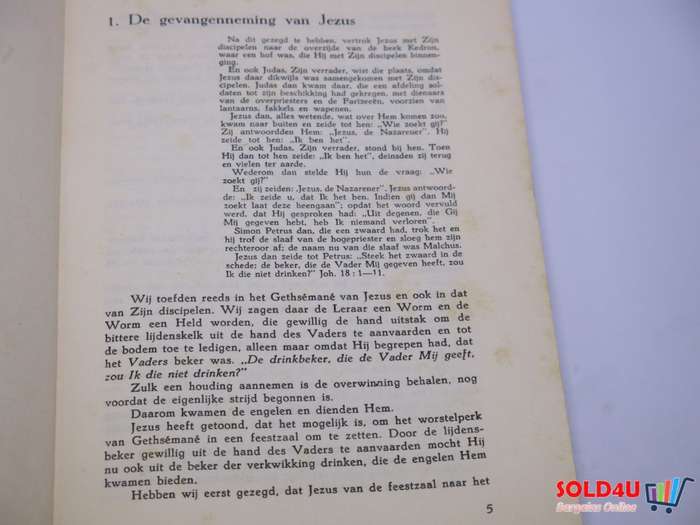 1. De gevangenneming van Jezus
Na dit gezegd te hebben, vertrok Jezus met Zijn
discipelen naar de overzijde van de beek Kedron,
waar een hof was, die Hij met Zijn discipelen binnen-
ging.
En ook Judas, Zijn verrader, wist die plaats, omdat
Jezus daar dikwijls was samengekomen met Zijn dis-
cipelen. Judas dan kwam daar, die een afdeling sol-
daten tot zijn beschikking had gekregen, met dienaars
van de overpriesters en de Farizeeën, voorzien van
lantaarns, fakkels en wapenen.
Jezus dan, alles wetende, wat over Hem komen zou,
kwam naar buiten en zeide tot hen: „Wie zoekt gij?"
Zij antwoordden Hem: „Jezus, de Nazarener". Hij
zeide tot hen: „Ik ben het".
En ook Judas, Zijn verrader, stond bij hen. Toen
Hij dan tot hen zeide: „Ik ben het", deinsden zij terug
en vielen ter aarde.
Wederom dan stelde Hij hun de vraag: „Wie
zoekt gij?"
En zij zeiden: Jezus, de Nazarener". Jezus antwoord-
de: „Ik zeide u, dat Ik het ben. Indien gij dan Mij
zoekt laat deze heengaan"; opdat het woord vervuld
werd, dat Hij gesproken had: „Uit degenen, die Gij
Mij gegeven hebt, heb Ik niemand verloren".
Simon Petrus dan, die een zwaard had, trok het en
hij trof de slaaf van de hogepriester en sloeg hem zijn
rechteroor af; de naam nu van die slaaf was Malchus.
Jezus dan zeide tot Petrus: „Steek het zwaard in de
schede; de beker, die de Vader Mij gegeven heeft, zou
Ik die niet drinken?" Joh. 18 : 1—11.
Wij toefden reeds in het Gethsémané van Jezus en ook in dat
van Zijn discipelen. Wij zagen daar de Leraar een Worm en de
Worm een Held worden, die gewillig de hand uitstak om de
bittere lijdenskelk uit de hand des Vaders te aanvaarden en tot
de bodem toe te ledigen, alleen maar omdat Hij begrepen had, dat
het Vaders beker was. „De drinkbeker, die de Vader Mij geeft,
zou Ik die niet drinken?"
Zulk een houding aannemen is de overwinning behalen, nog
voordat de eigenlijke strijd begonnen is.
Daarom kwamen de engelen en dienden Hem.
Jezus heeft getoond, dat het mogelijk is, om het worstelperk
van Gethsémané in een feestzaal om te zetten. Door de lijdens-
beker gewillig uit de hand des Vaders te aanvaarden mocht Hij
nu ook uit de beker der verkwikking drinken, die de engelen Hem
kwamen bieden.
Hebben wij eerst gezegd, dat Jezus van de feestzaal naar het
5
SOLD4U
Bargains Online